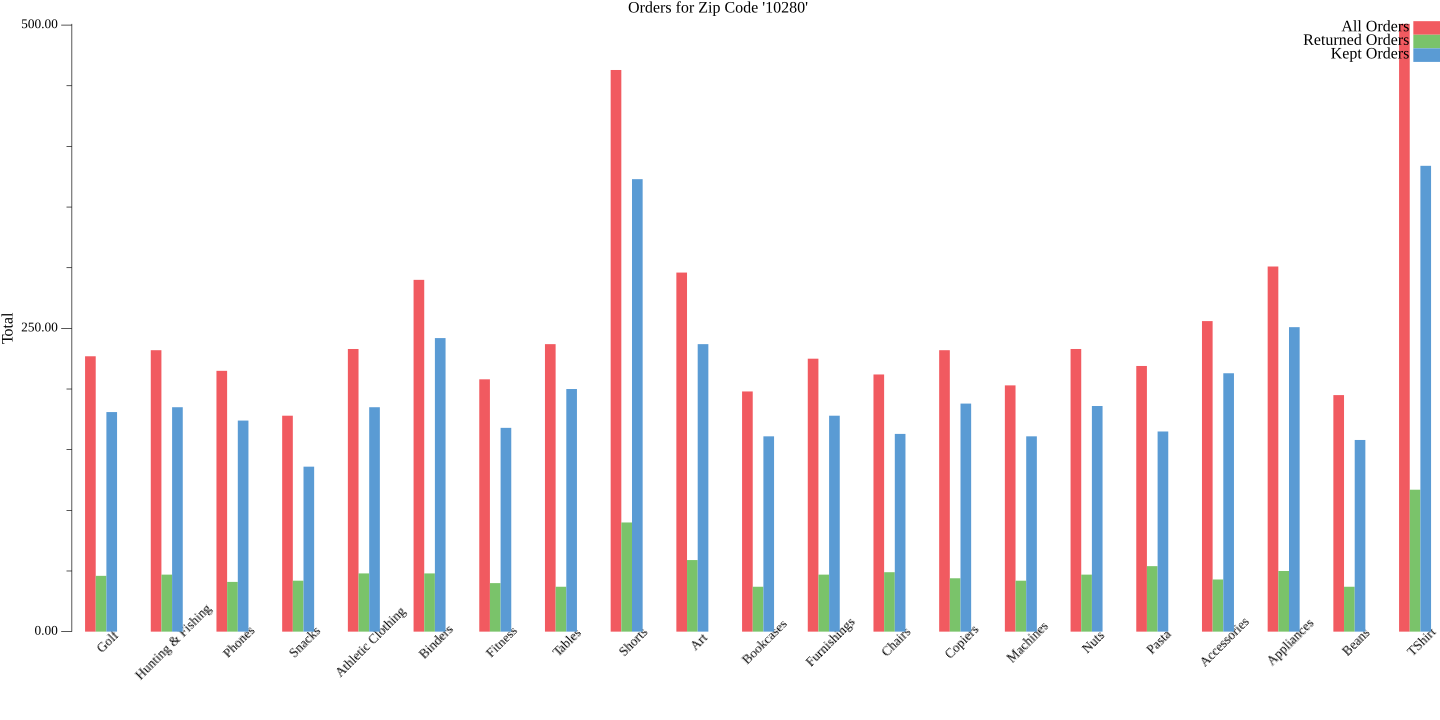 Orders for Zip Code '10280'
500.00
250.00
0.00
Total
All Orders
Returned Orders
Kept Orders
Golf
Hunting & Fishing
Phones
Snacks
Athletic Clothing
Binders
Fitness
Tables
Shorts
Art
Bookcases
Furnishings
Chairs
Copiers
Machines
Nuts
Pasta
Accessories
Appliances
Beans
TShirt